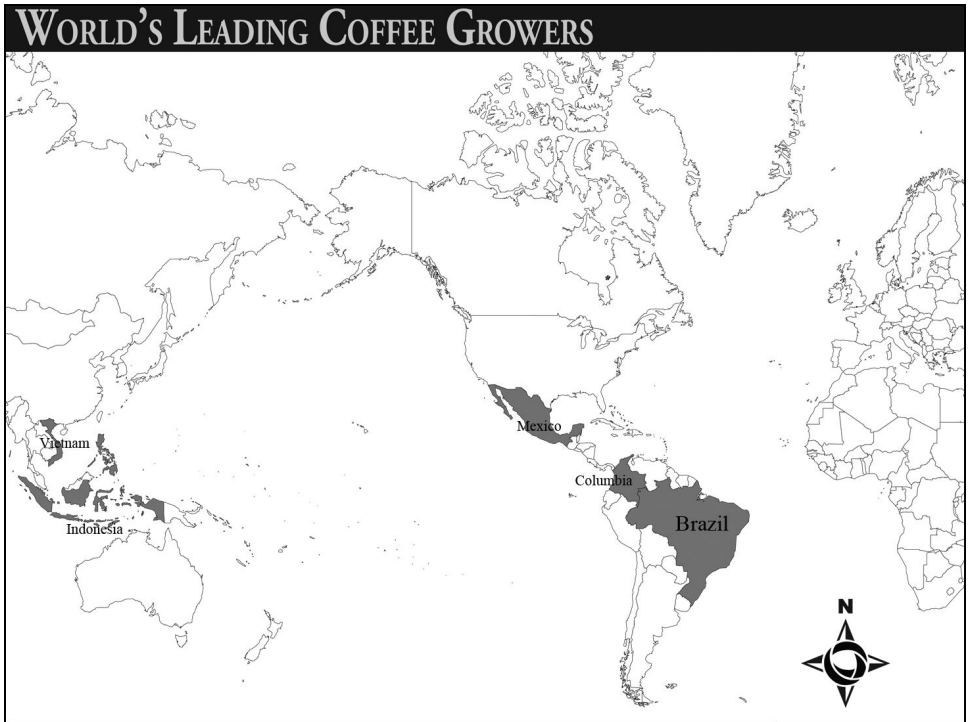 WORLD'S LEADING COFFEE GROWERS
Vietnam
Mexico
Columbia
Brazil
Indonesia
N